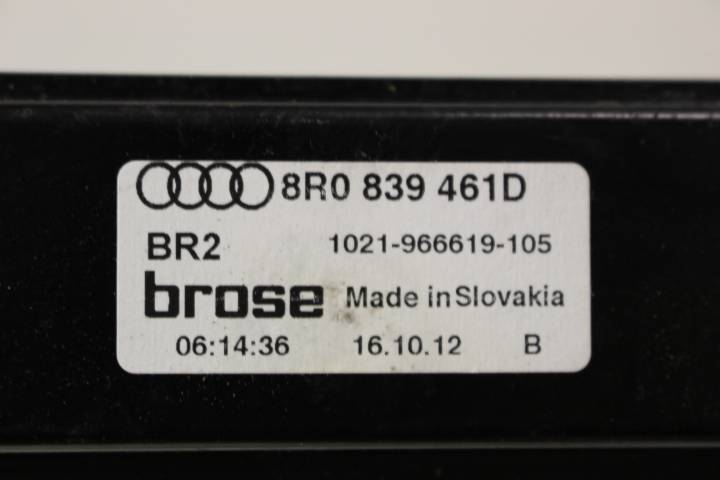 8R0 839 461D
BR2 1021-966619-105
brose Made in Slovakia
06:14:36 16.10.12 B